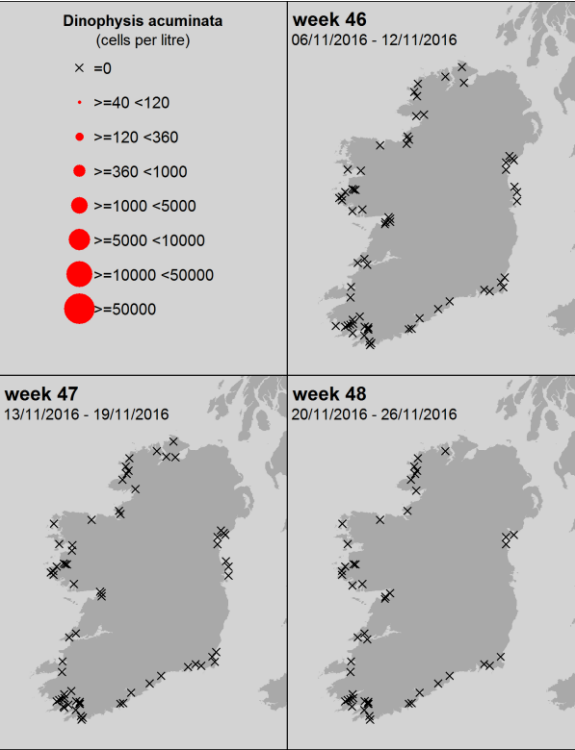 Dinophysis acuminata
(cells per litre)
=0
>=40 <120
>=120 <360
>=360 <1000
>=1000 <5000
>=5000 <10000
>=10000 <50000
>=50000
week 46
06/11/2016 - 12/11/2016
week 47
13/11/2016 - 19/11/2016
week 48
20/11/2016 - 26/11/2016